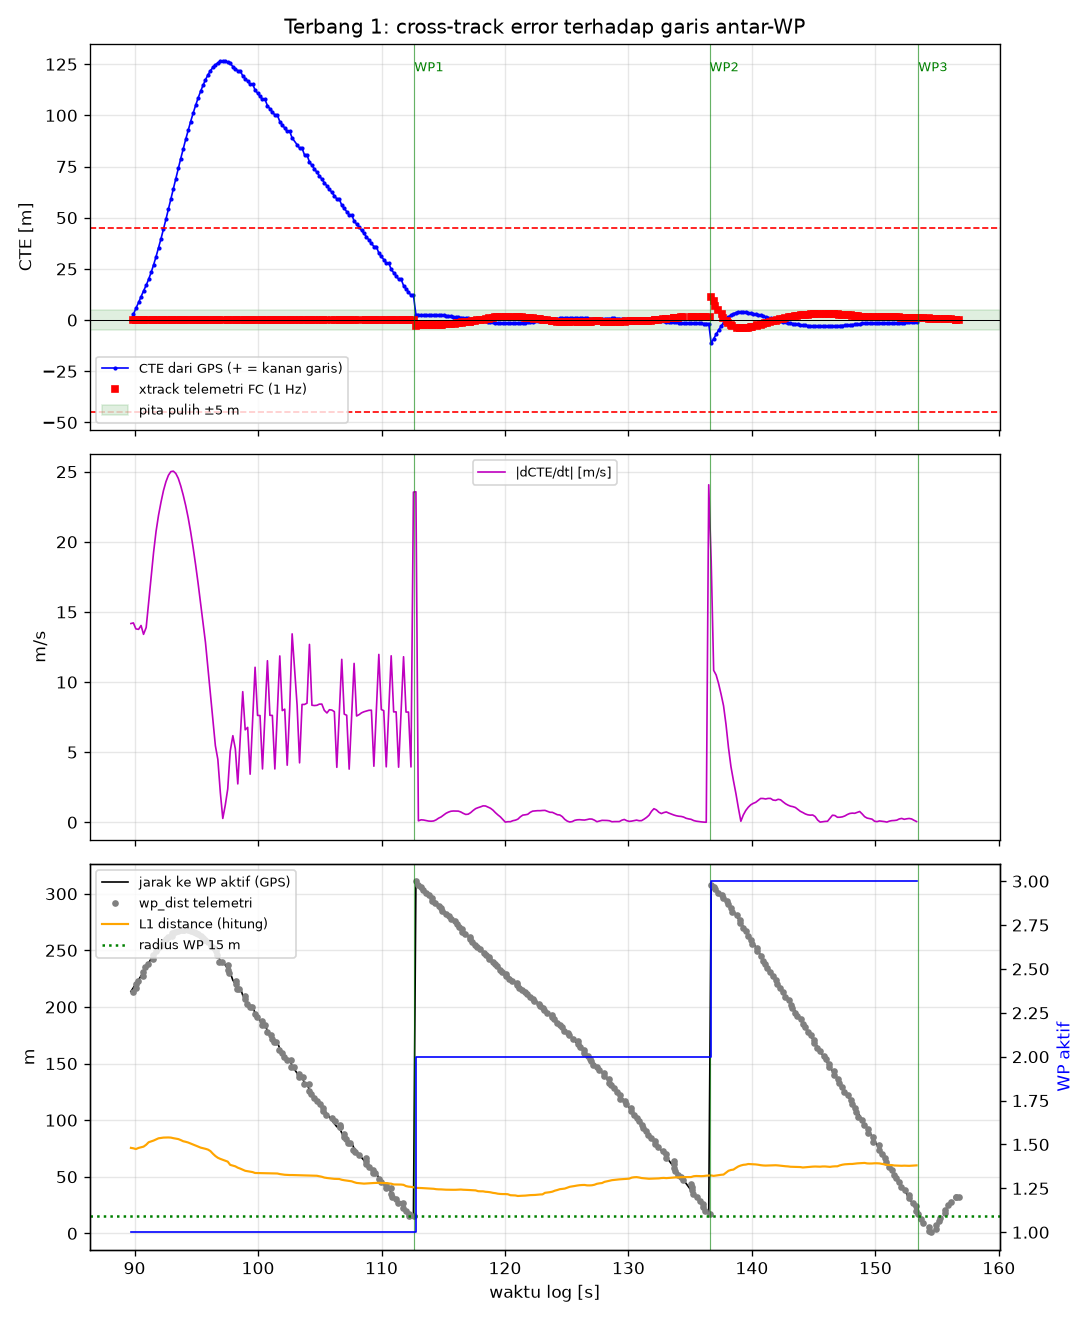 Terbang 1: cross-track error terhadap garis antar-WP
WP1
WP2
WP3
125
100
75
50
25
0
−25
−50
CTE [m]
CTE dari GPS (+ = kanan garis)
xtrack telemetri FC (1 Hz)
pita pulih ±5 m
25
20
15
10
5
0
m/s
|dCTE/dt| [m/s]
300
250
200
150
100
50
0
m
jarak ke WP aktif (GPS)
wp_dist telemetri
L1 distance (hitung)
radius WP 15 m
3.00
2.75
2.50
2.25
2.00
1.75
1.50
1.25
1.00
WP aktif
90 100 110 120 130 140 150 160
waktu log [s]